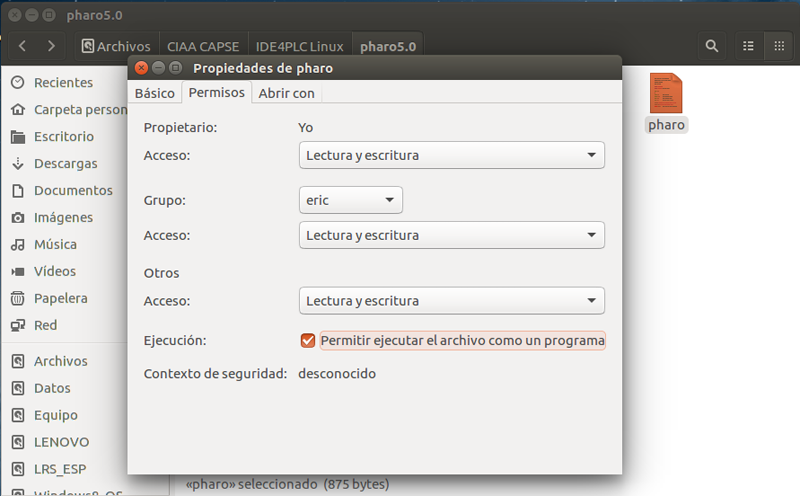 pharo5.0
Archivos CIAA CAPSE IDE4PLC Linux pharo5.0
Propiedades de pharo
Básico Permisos Abrir con
Recientes
Carpeta person
Escritorio
Descargas
Documentos
Imágenes
Música
Vídeos
Papelera
Red
Archivos
Datos
Equipo
LENOVO
LRS_ESP
Windows8_OS
Propietario: Yo
Acceso: Lectura y escritura
Grupo: eric
Acceso: Lectura y escritura
Otros
Acceso: Lectura y escritura
Ejecución: Permitir ejecutar el archivo como un programa
Contexto de seguridad: desconocido
pharo
«pharo» seleccionado (875 bytes)